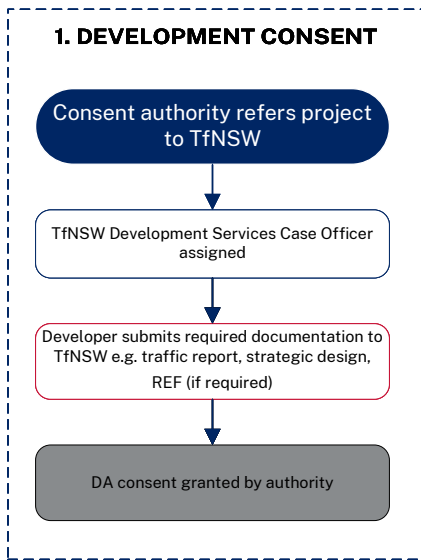 1. DEVELOPMENT CONSENT
Consent authority refers project
to TfNSW
TfNSW Development Services Case Officer
assigned
Developer submits required documentation to
TfNSW e.g. traffic report, strategic design,
REF (if required)
DA consent granted by authority